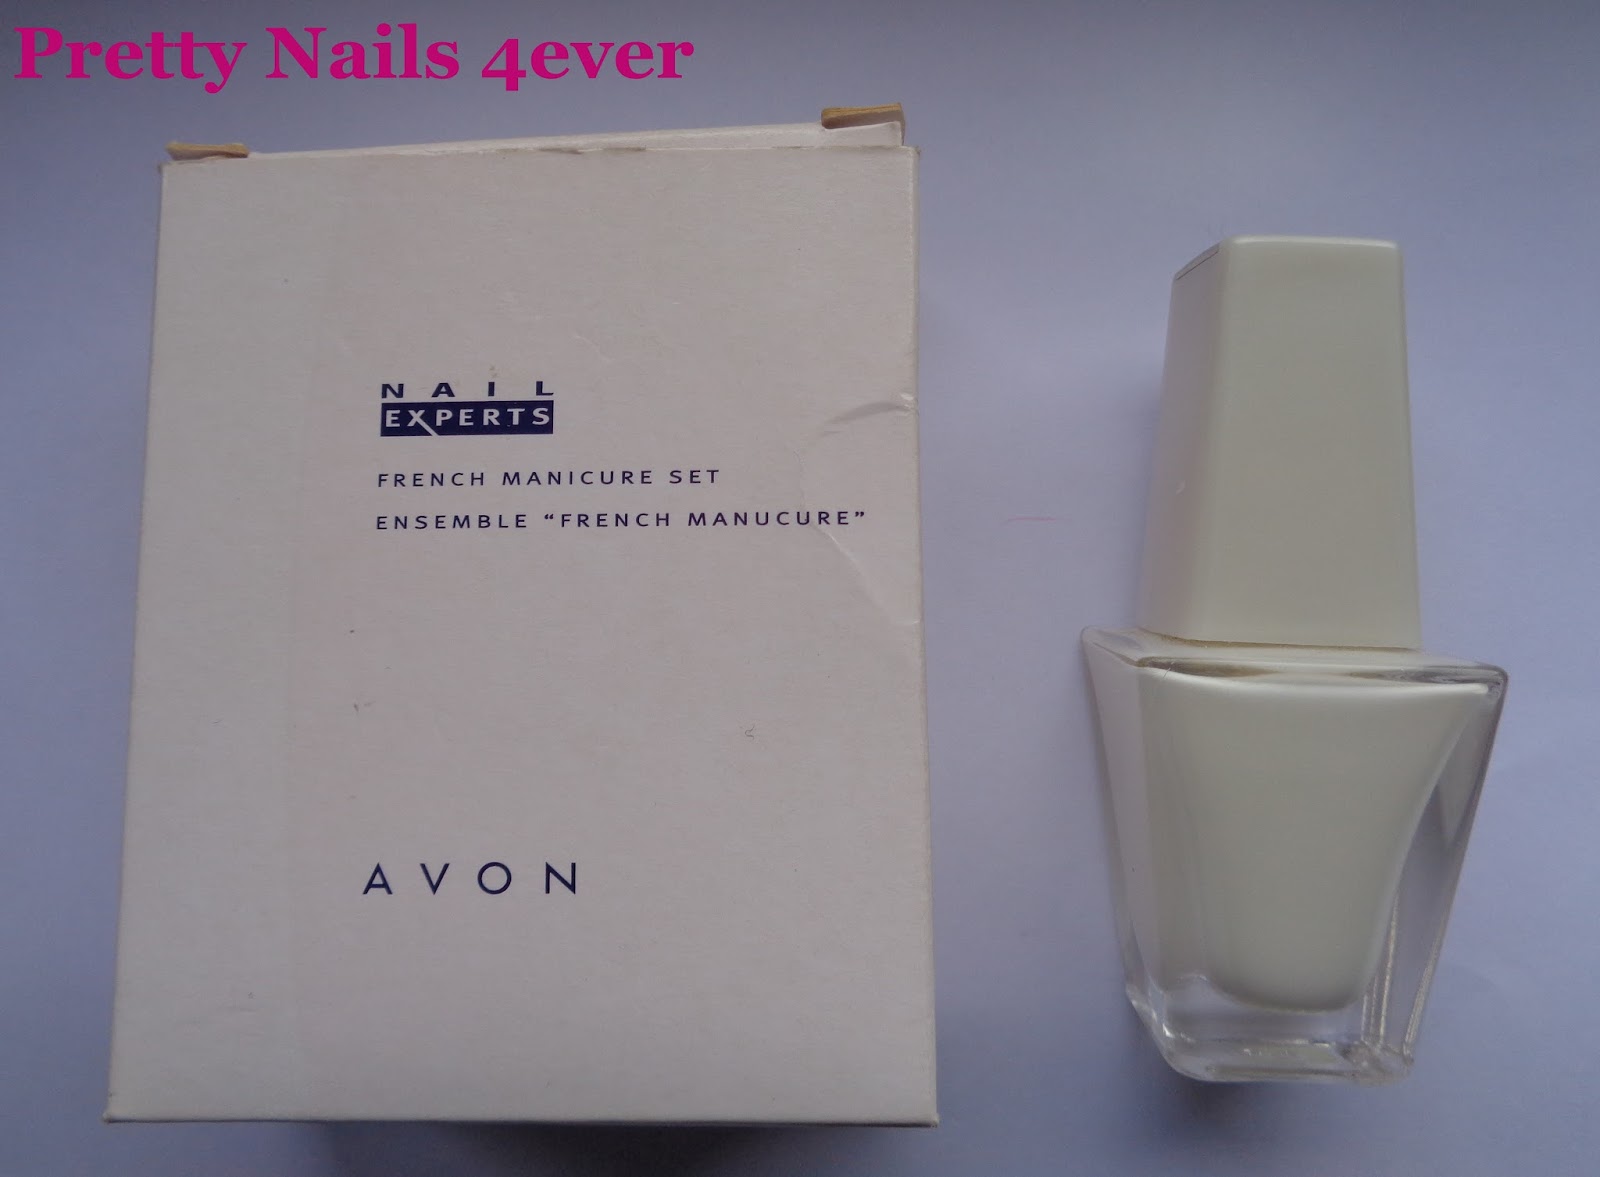 Pretty Nails 4ever
NAIL
EXPERTS
FRENCH MANICURE SET
ENSEMBLE “FRENCH MANUCURE”
AVON